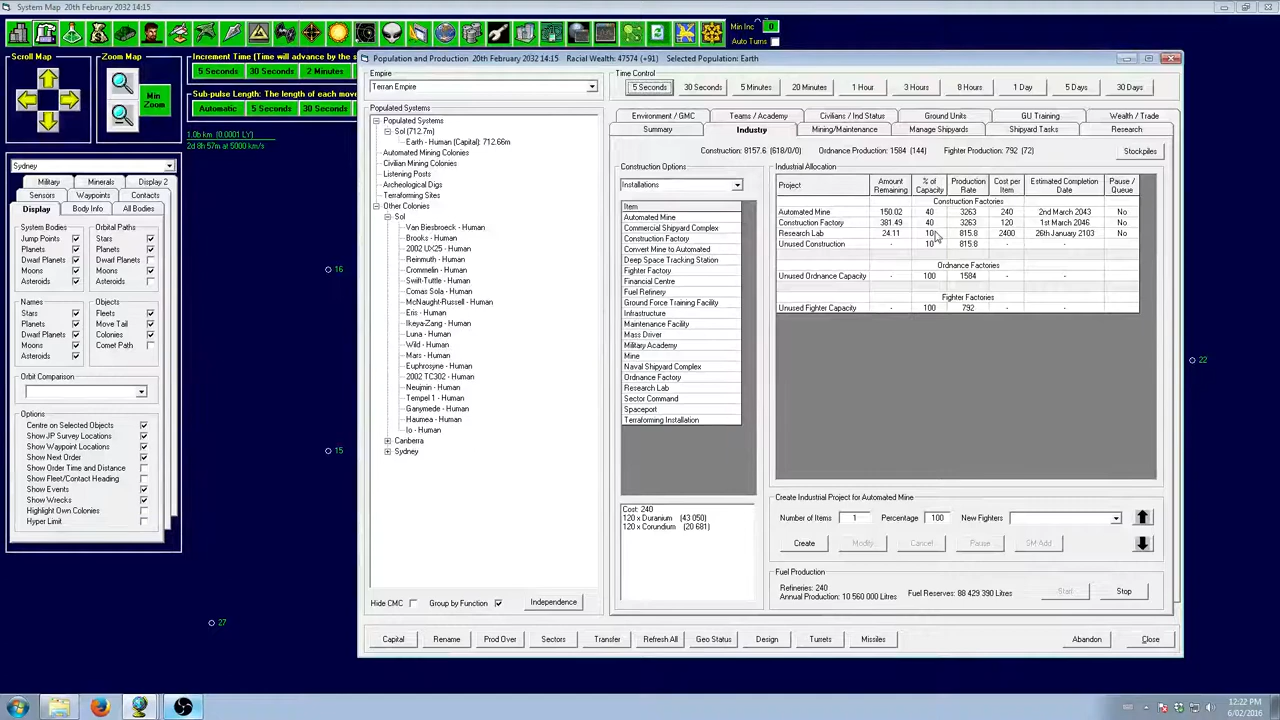 System Map  20th February 2032 14:15
Min Inc 0
Auto Turns
Scroll Map
Zoom Map
Min Zoom
Increment Time (Time will advance by the s
5 Seconds 30 Seconds 2 Minutes
Sub-pulse Length: The length of each move
Automatic 5 Seconds 30 Seconds
1.0b km (0.0001 LY)
2d 8h 57m at 5000 km/s
Sydney
Military Minerals Display 2
Sensors Waypoints Contacts
Display Body Info All Bodies
System Bodies
Jump Points
Planets
Dwarf Planets
Moons
Asteroids
Orbital Paths
Stars
Planets
Dwarf Planets
Moons
Asteroids
Names
Stars
Planets
Dwarf Planets
Moons
Asteroids
Objects
Fleets
Move Tail
Colonies
Comet Path
Orbit Comparison
Options
Centre on Selected Objects
Show JP Survey Locations
Show Waypoint Locations
Show Next Order
Show Order Time and Distance
Show Fleet/Contact Heading
Show Events
Show Wrecks
Highlight Own Colonies
Hyper Limit
16
15
27
22
Population and Production  20th February 2032 14:15  Racial Wealth: 47574 (+91)  Selected Population: Earth
Empire
Terran Empire
Populated Systems
Populated Systems
Sol (712.7m)
Earth - Human (Capital): 712.66m
Automated Mining Colonies
Civilian Mining Colonies
Listening Posts
Archeological Digs
Terraforming Sites
Other Colonies
Sol
Van Biesbroeck - Human
Brooks - Human
2002 UX25 - Human
Reinmuth - Human
Crommelin - Human
Swift-Tuttle - Human
Comas Sola - Human
McNaught-Russell - Human
Eris - Human
Ikeya-Zang - Human
Luna - Human
Wild - Human
Mars - Human
Euphrosyne - Human
2002 TC302 - Human
Neujmin - Human
Tempel 1 - Human
Ganymede - Human
Haumea - Human
Io - Human
Canberra
Sydney
Hide CMC
Group by Function
Independence
Time Control
5 Seconds 30 Seconds 5 Minutes 20 Minutes 1 Hour 3 Hours 8 Hours 1 Day 5 Days 30 Days
Environment / GMC Teams / Academy Civilians / Ind Status Ground Units GU Training Wealth / Trade
Summary Industry Mining/Maintenance Manage Shipyards Shipyard Tasks Research
Construction: 8157.6 (618/0/0) Ordnance Production: 1584 (144) Fighter Production: 792 (72) Stockpiles
Construction Options
Installations
Item
Automated Mine
Commercial Shipyard Complex
Construction Factory
Convert Mine to Automated
Deep Space Tracking Station
Fighter Factory
Financial Centre
Fuel Refinery
Ground Force Training Facility
Infrastructure
Maintenance Facility
Mass Driver
Military Academy
Mine
Naval Shipyard Complex
Ordnance Factory
Research Lab
Sector Command
Spaceport
Terraforming Installation
Cost: 240
120 x Duranium (43 050)
120 x Corundium (20 681)
Industrial Allocation
Project Amount Remaining % of Capacity Production Rate Cost per Item Estimated Completion Date Pause / Queue
Construction Factories
Automated Mine 150.02 40 3263 240 2nd March 2043 No
Construction Factory 381.49 40 3263 120 1st March 2046 No
Research Lab 24.11 10 815.8 2400 26th January 2103 No
Unused Construction - 10 815.8 - -
Ordnance Factories
Unused Ordnance Capacity - 100 1584 - -
Fighter Factories
Unused Fighter Capacity - 100 792 - -
Create Industrial Project for Automated Mine
Number of Items 1 Percentage 100 New Fighters
Create Modify Cancel Pause SM Add
Fuel Production
Refineries: 240
Annual Production: 10 560 000 Litres
Fuel Reserves: 88 429 390 Litres
Start Stop
Capital Rename Prod Over Sectors Transfer Refresh All Geo Status Design Turrets Missiles Abandon Close
12:22 PM
6/02/2016